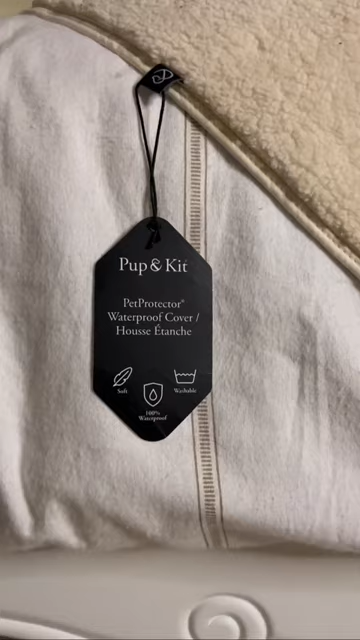 Pup & Kit
PetProtector®
Waterproof Cover /
Housse Étanche
Soft
100%
Waterproof
Washable